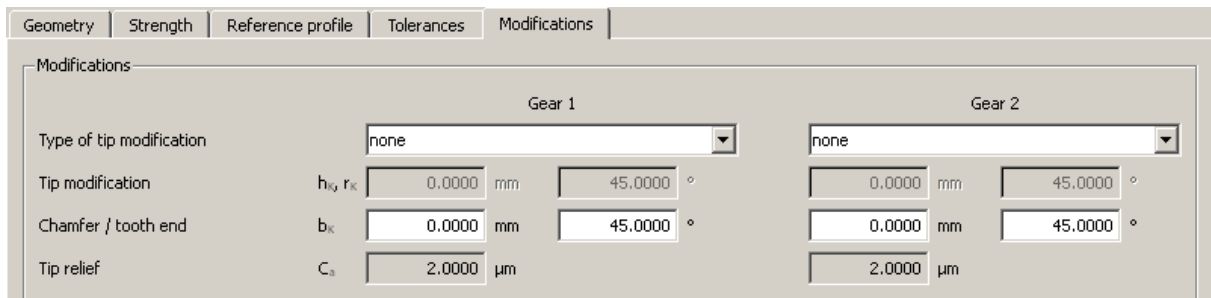 Geometry Strength Reference profile Tolerances Modifications
Modifications
Gear 1 Gear 2
Type of tip modification none none
Tip modification hK, rK 0.0000 mm 45.0000 ° 0.0000 mm 45.0000 °
Chamfer / tooth end bK 0.0000 mm 45.0000 ° 0.0000 mm 45.0000 °
Tip relief Ca 2.0000 µm 2.0000 µm